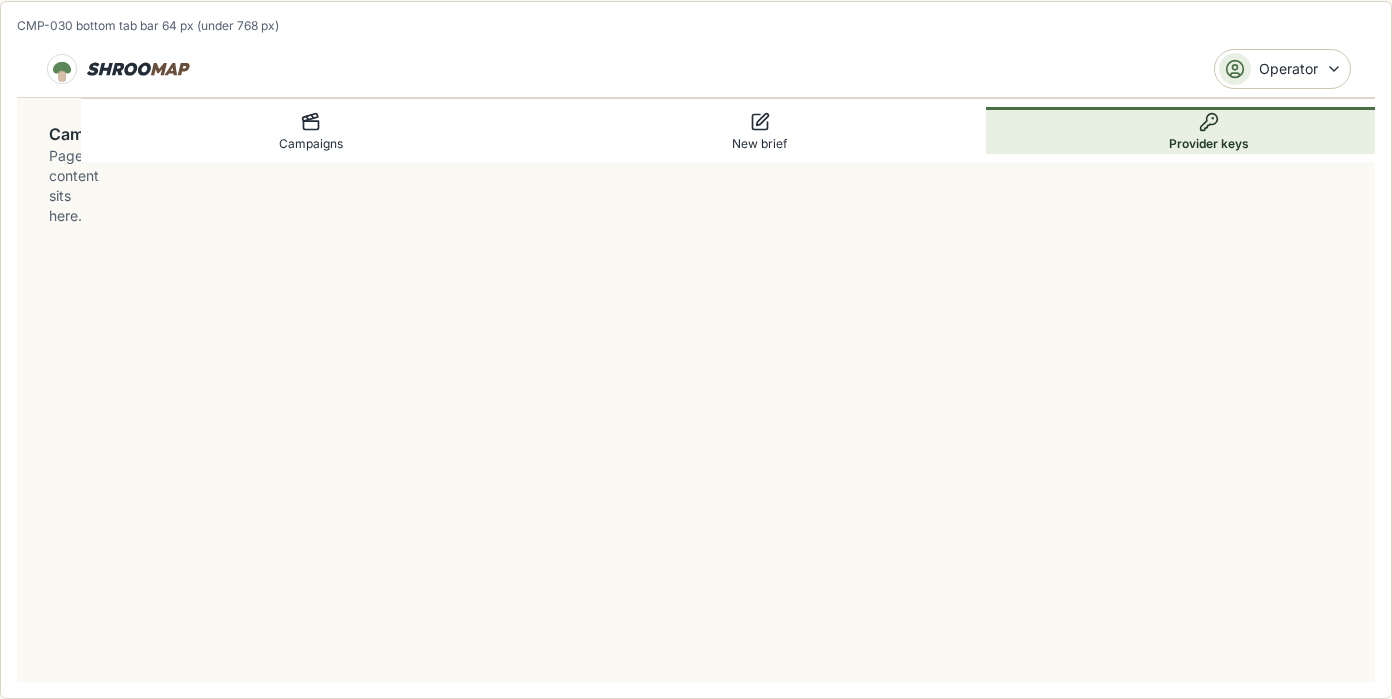 CMP-030 bottom tab bar 64 px (under 768 px)
SHROOMAP
Operator
Campaigns
New brief
Provider keys
Cam
Page
content
sits
here.